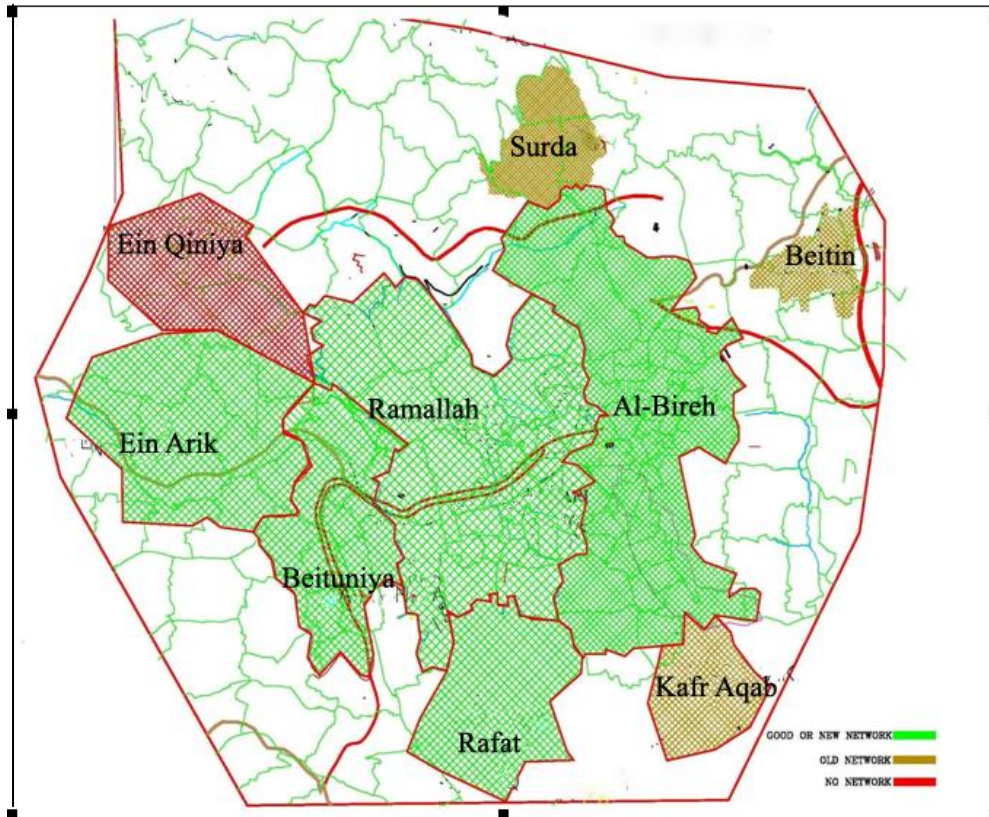 Surda
Ein Qiniya
Beitin
Ramallah
Al-Bireh
Ein Arik
Beituniya
Kafr Aqab
Rafat
GOOD OR NEW NETWORK
OLD NETWORK
NO NETWORK